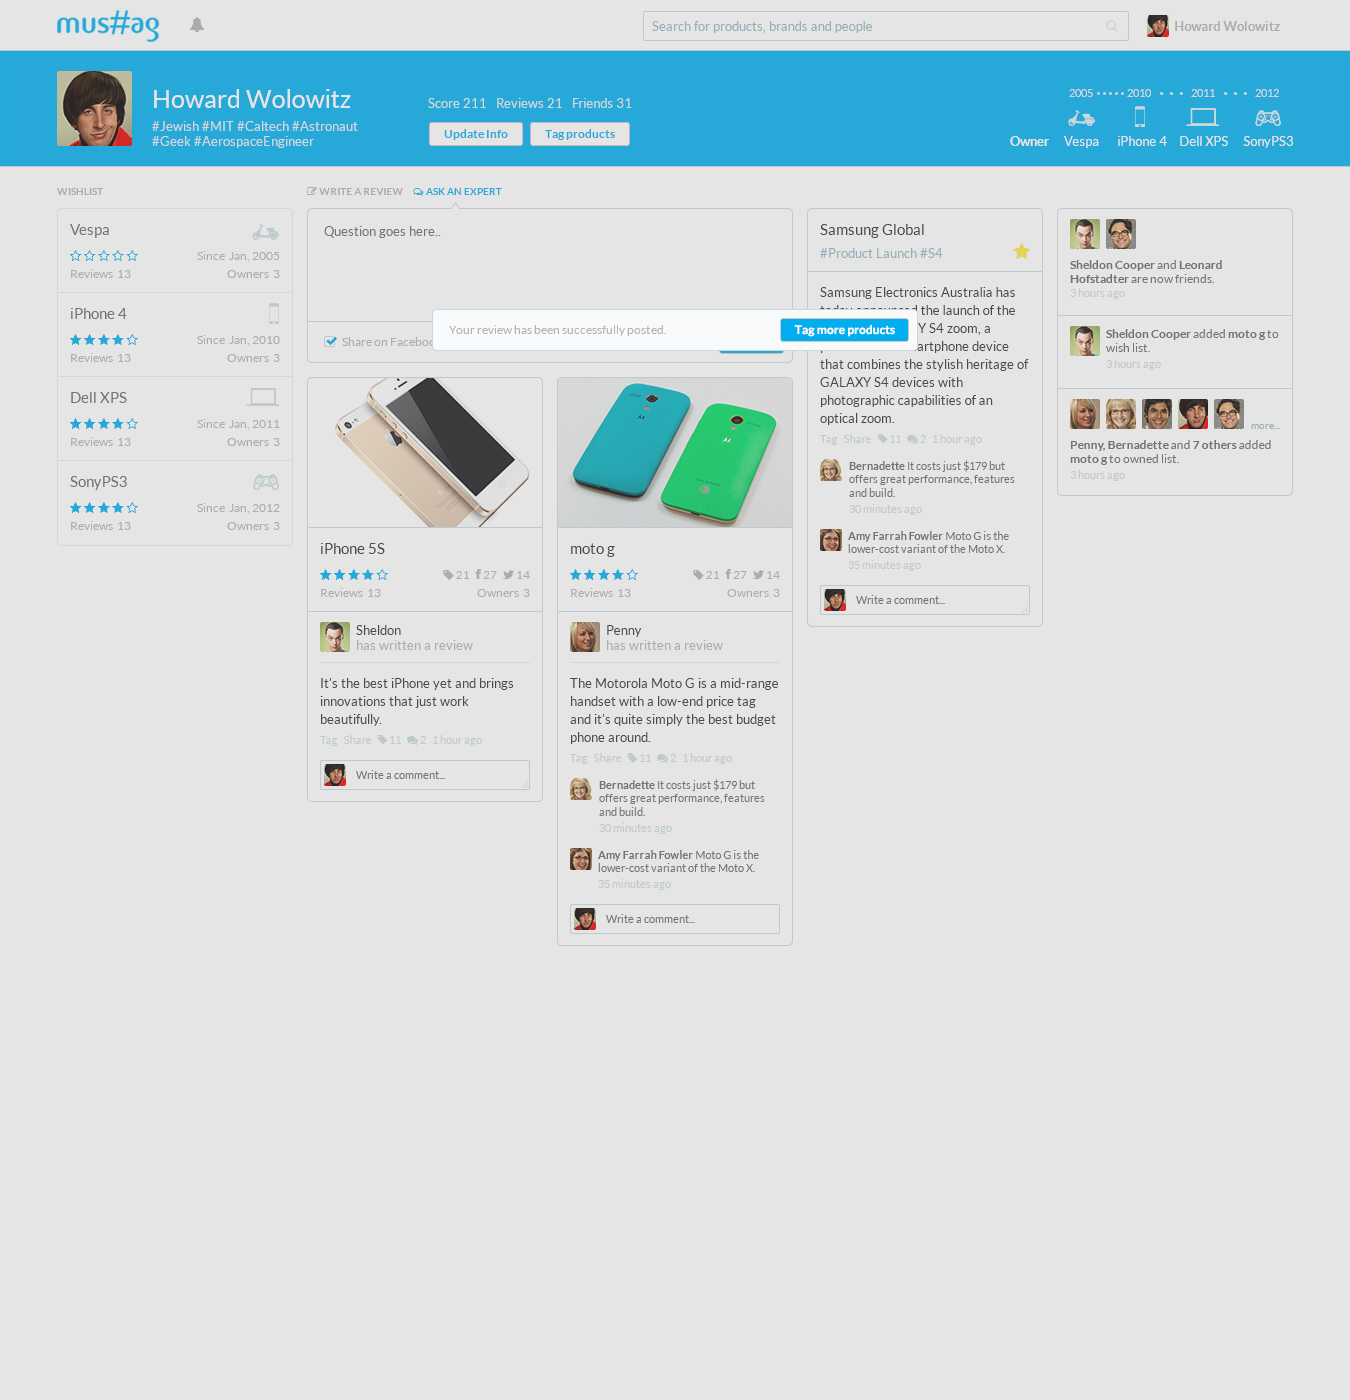 mus#ag
Search for products, brands and people
Howard Wolowitz
Howard Wolowitz
#Jewish #MIT #Caltech #Astronaut
#Geek #AerospaceEngineer
Score 211 Reviews 21 Friends 31
Update Info
Tag products
2005 2010 2011 2012
Owner Vespa iPhone 4 Dell XPS SonyPS3
WISHLIST
Vespa
Since Jan, 2005
Reviews 13 Owners 3
iPhone 4
Since Jan, 2010
Reviews 13 Owners 3
Dell XPS
Since Jan, 2011
Reviews 13 Owners 3
SonyPS3
Since Jan, 2012
Reviews 13 Owners 3
WRITE A REVIEW ASK AN EXPERT
Question goes here..
Share on Faceboo
Your review has been successfully posted.
Tag more products
iPhone 5S
21 27 14
Reviews 13 Owners 3
Sheldon
has written a review
It's the best iPhone yet and brings
innovations that just work
beautifully.
Tag Share 11 2 1 hour ago
Write a comment...
moto g
21 27 14
Reviews 13 Owners 3
Penny
has written a review
The Motorola Moto G is a mid-range
handset with a low-end price tag
and it's quite simply the best budget
phone around.
Tag Share 11 2 1 hour ago
Bernadette It costs just $179 but
offers great performance, features
and build.
30 minutes ago
Amy Farrah Fowler Moto G is the
lower-cost variant of the Moto X.
35 minutes ago
Write a comment...
Samsung Global
#Product Launch #S4
Samsung Electronics Australia has
the launch of the
Y S4 zoom, a
artphone device
that combines the stylish heritage of
GALAXY S4 devices with
photographic capabilities of an
optical zoom.
Tag Share 11 2 1 hour ago
Bernadette It costs just $179 but
offers great performance, features
and build.
30 minutes ago
Amy Farrah Fowler Moto G is the
lower-cost variant of the Moto X.
35 minutes ago
Write a comment...
Sheldon Cooper and Leonard
Hofstadter are now friends.
3 hours ago
Sheldon Cooper added moto g to
wish list.
3 hours ago
more...
Penny, Bernadette and 7 others added
moto g to owned list.
3 hours ago